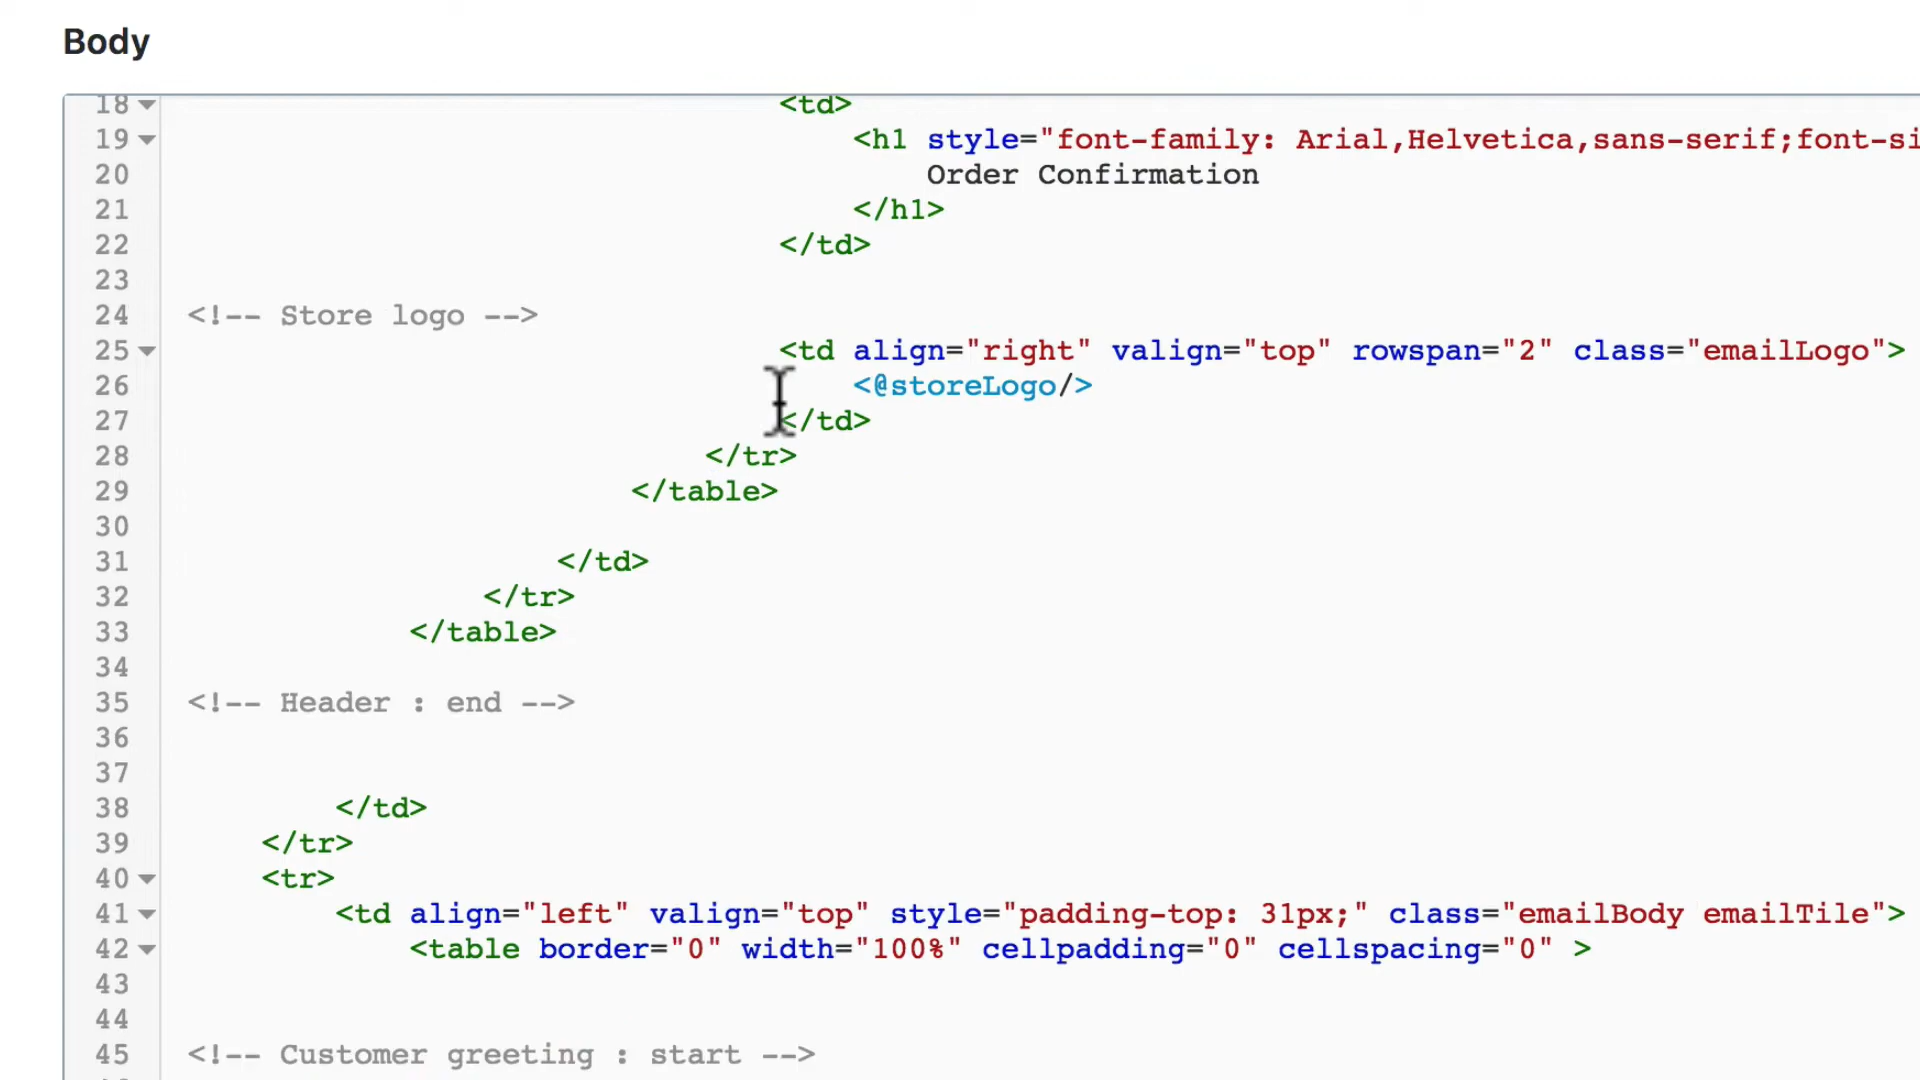 Body
18 <td>
19 <h1 style="font-family: Arial,Helvetica,sans-serif;font-si
20 Order Confirmation
21 </h1>
22 </td>
23
24 <!-- Store logo -->
25 <td align="right" valign="top" rowspan="2" class="emailLogo">
26 <@storeLogo/>
27 </td>
28 </tr>
29 </table>
30
31 </td>
32 </tr>
33 </table>
34
35 <!-- Header : end -->
36
37
38 </td>
39 </tr>
40 <tr>
41 <td align="left" valign="top" style="padding-top: 31px;" class="emailBody emailTile">
42 <table border="0" width="100%" cellpadding="0" cellspacing="0" >
43
44
45 <!-- Customer greeting : start -->